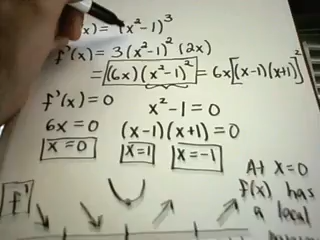 x) = (x² - 1)³
f'(x) = 3(x² - 1)² (2x)
= (6x)(x² - 1)² = 6x[(x-1)(x+1)]²
f'(x) = 0
x² - 1 = 0
6x = 0
(x-1)(x+1) = 0
x = 0
x = 1
x = -1
At x = 0
f(x) has
a local
f'